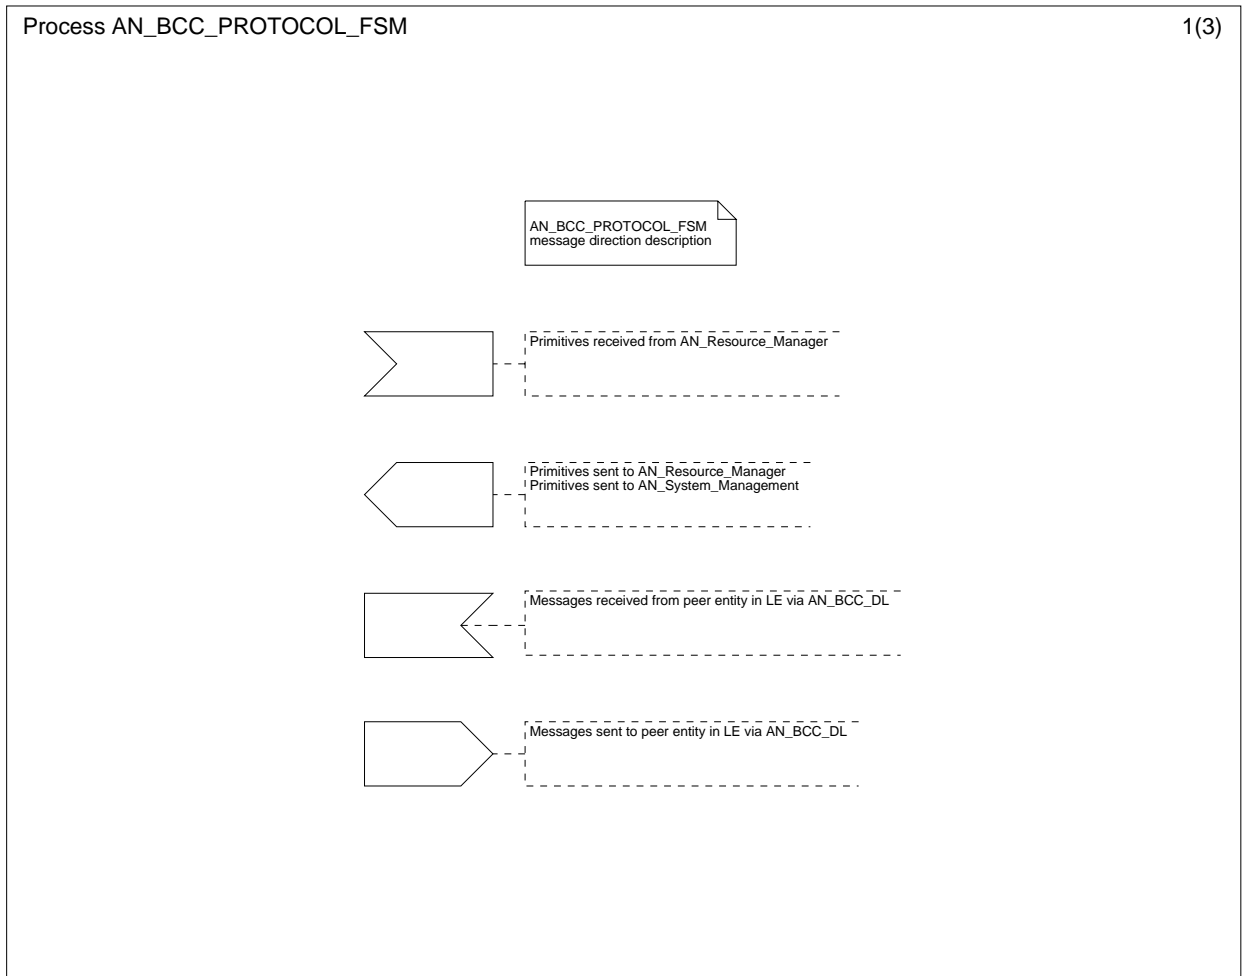 Process AN_BCC_PROTOCOL_FSM
1(3)
AN_BCC_PROTOCOL_FSM
message direction description
Primitives received from AN_Resource_Manager
Primitives sent to AN_Resource_Manager
Primitives sent to AN_System_Management
Messages received from peer entity in LE via AN_BCC_DL
Messages sent to peer entity in LE via AN_BCC_DL